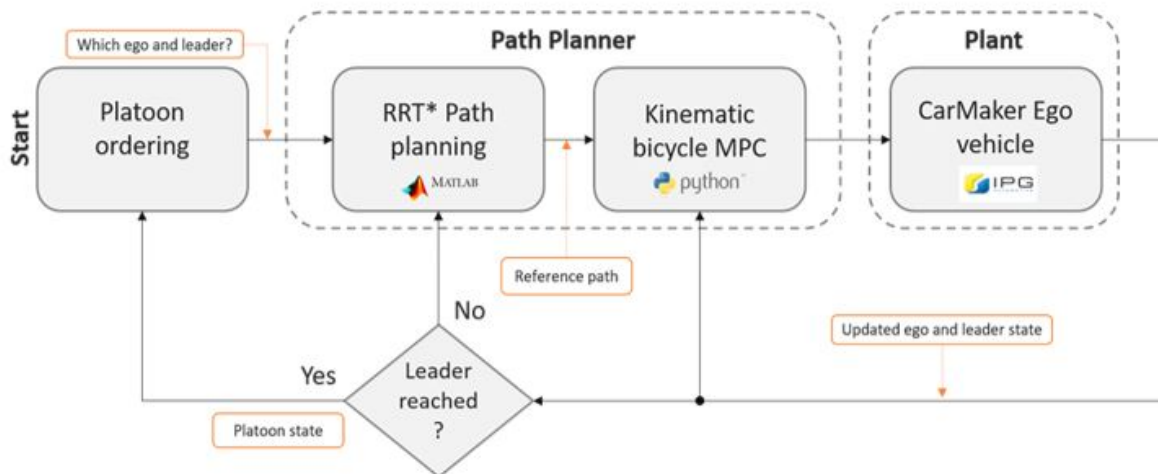 Which ego and leader?
Path Planner
Plant
Start
Platoon
ordering
RRT* Path
planning
MATLAB
Kinematic
bicycle MPC
python™
CarMaker Ego
vehicle
IPG
Reference path
No
Updated ego and leader state
Yes
Leader
reached
?
Platoon state